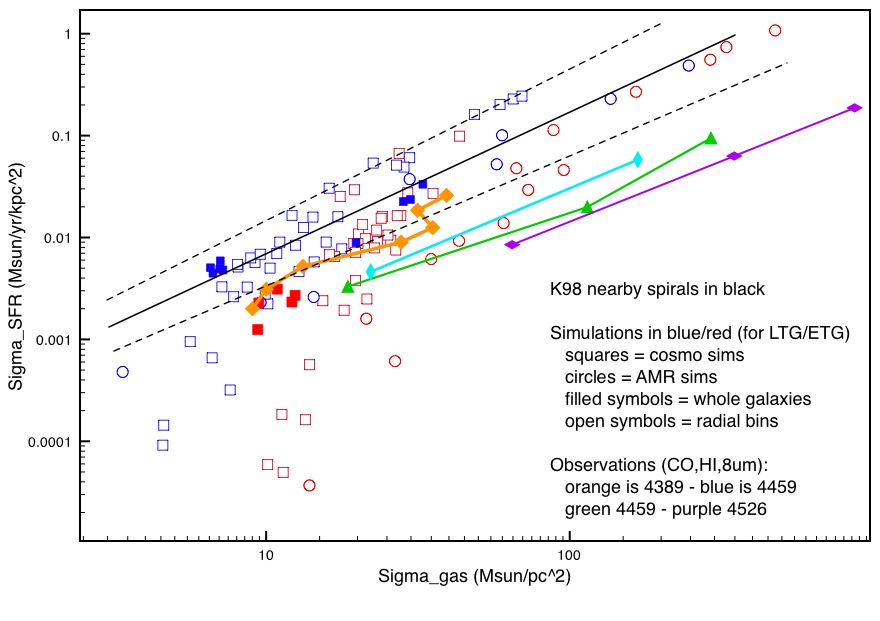 1
0.1
0.01
0.001
0.0001
Sigma_SFR (Msun/yr/kpc^2)
K98 nearby spirals in black
Simulations in blue/red (for LTG/ETG)
squares = cosmo sims
circles = AMR sims
filled symbols = whole galaxies
open symbols = radial bins
Observations (CO,HI,8um):
orange is 4389 - blue is 4459
green 4459 - purple 4526
10
100
Sigma_gas (Msun/pc^2)